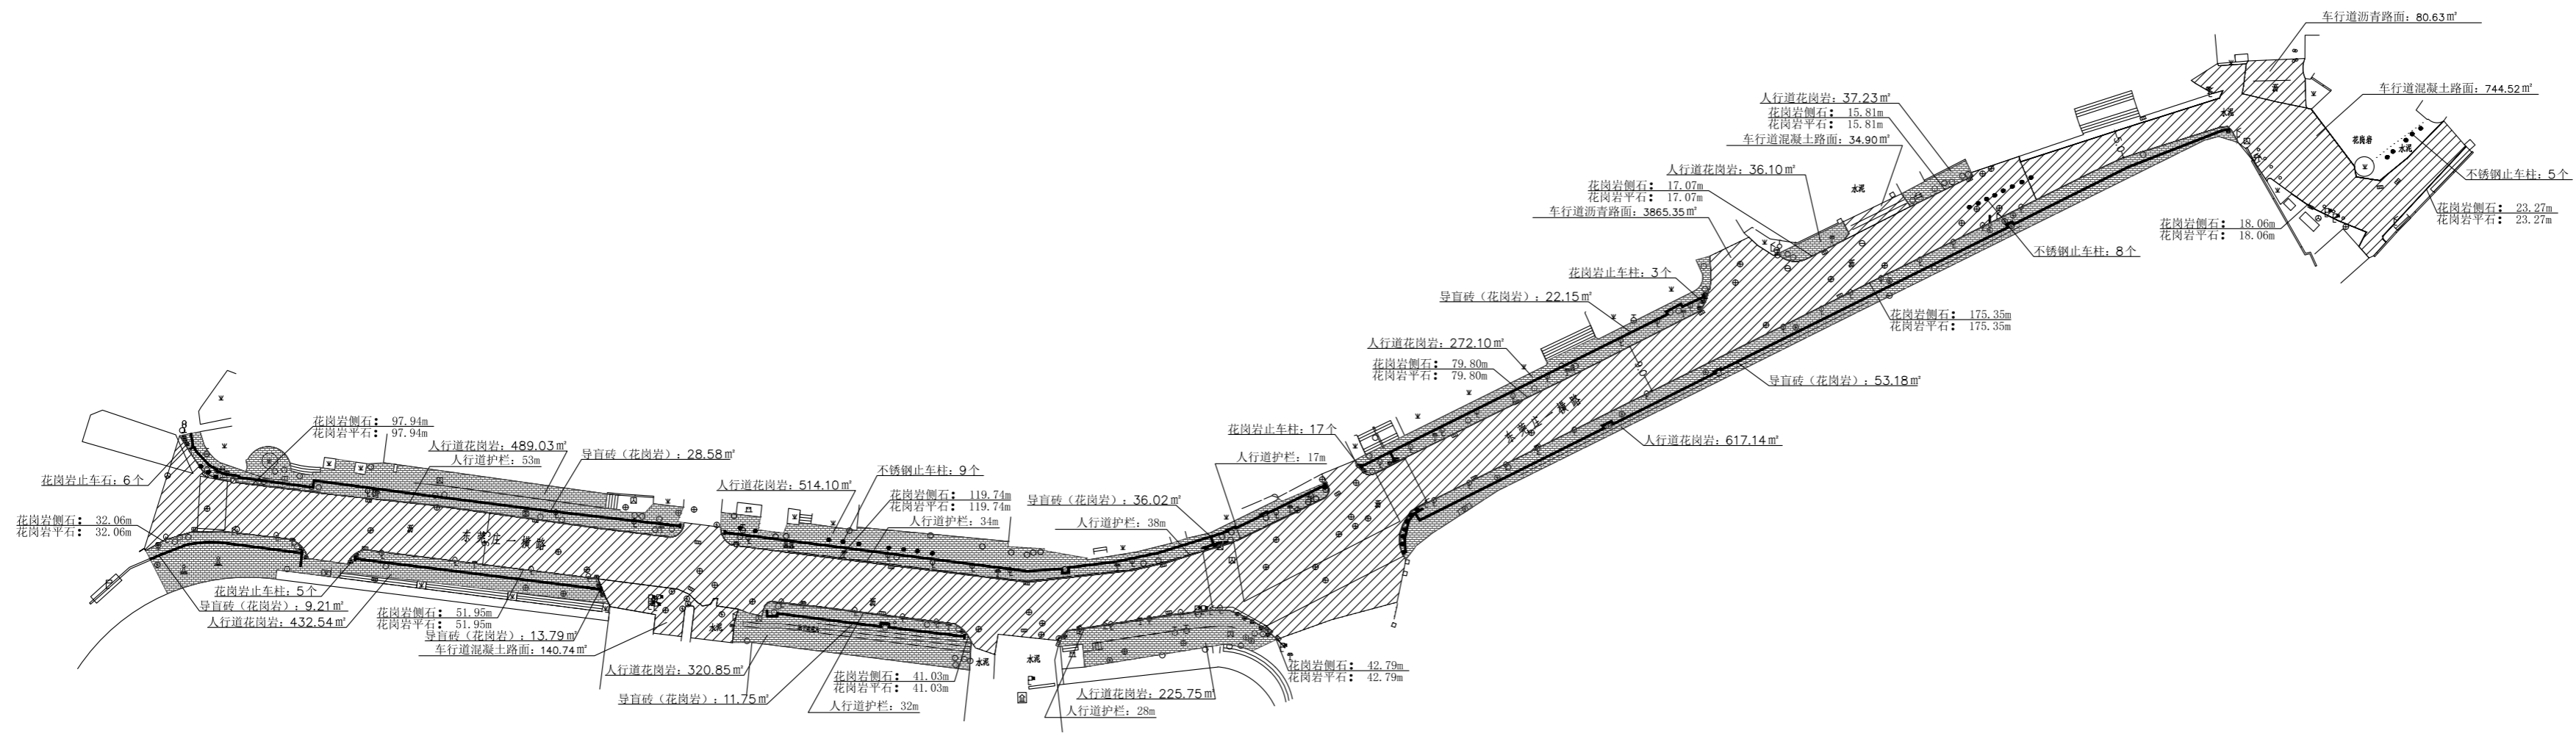 车行道沥青路面：80.63㎡
车行道混凝土路面：744.52㎡
人行道花岗岩：37.23㎡
花岗岩侧石： 15.81m
花岗岩平石： 15.81m
车行道混凝土路面：34.90㎡
水泥
花岗岩
水泥
不锈钢止车柱：5个
人行道花岗岩：36.10㎡
花岗岩侧石： 17.07m
花岗岩平石： 17.07m
水泥
车行道沥青路面：3865.35㎡
花岗岩侧石： 23.27m
花岗岩平石： 23.27m
花岗岩侧石： 18.06m
花岗岩平石： 18.06m
不锈钢止车柱：8个
花岗岩止车柱：3个
导盲砖（花岗岩）：22.15㎡
花岗岩侧石： 175.35m
花岗岩平石： 175.35m
人行道花岗岩：272.10㎡
花岗岩侧石： 79.80m
花岗岩平石： 79.80m
导盲砖（花岗岩）：53.18㎡
花岗岩侧石： 97.94m
花岗岩平石： 97.94m
花岗岩止车柱：17个
人行道花岗岩：617.14㎡
人行道花岗岩：489.03㎡
人行道护栏：53m
导盲砖（花岗岩）：28.58㎡
人行道护栏：17m
花岗岩止车石：6个
不锈钢止车柱：9个
人行道花岗岩：514.10㎡
花岗岩侧石： 119.74m
花岗岩平石： 119.74m
导盲砖（花岗岩）：36.02㎡
花岗岩侧石： 32.06m
花岗岩平石： 32.06m
人行道护栏：34m
人行道护栏：38m
东莞庄一横路
花岗岩止车柱：5个
导盲砖（花岗岩）：9.21㎡
人行道花岗岩：432.54㎡
花岗岩侧石： 51.95m
花岗岩平石： 51.95m
导盲砖（花岗岩）：13.79㎡
车行道混凝土路面：140.74㎡
水泥
水泥
水泥
人行道花岗岩：320.85㎡
花岗岩侧石： 41.03m
花岗岩平石： 41.03m
花岗岩侧石： 42.79m
花岗岩平石： 42.79m
导盲砖（花岗岩）：11.75㎡
人行道护栏：32m
人行道花岗岩：225.75㎡
人行道护栏：28m